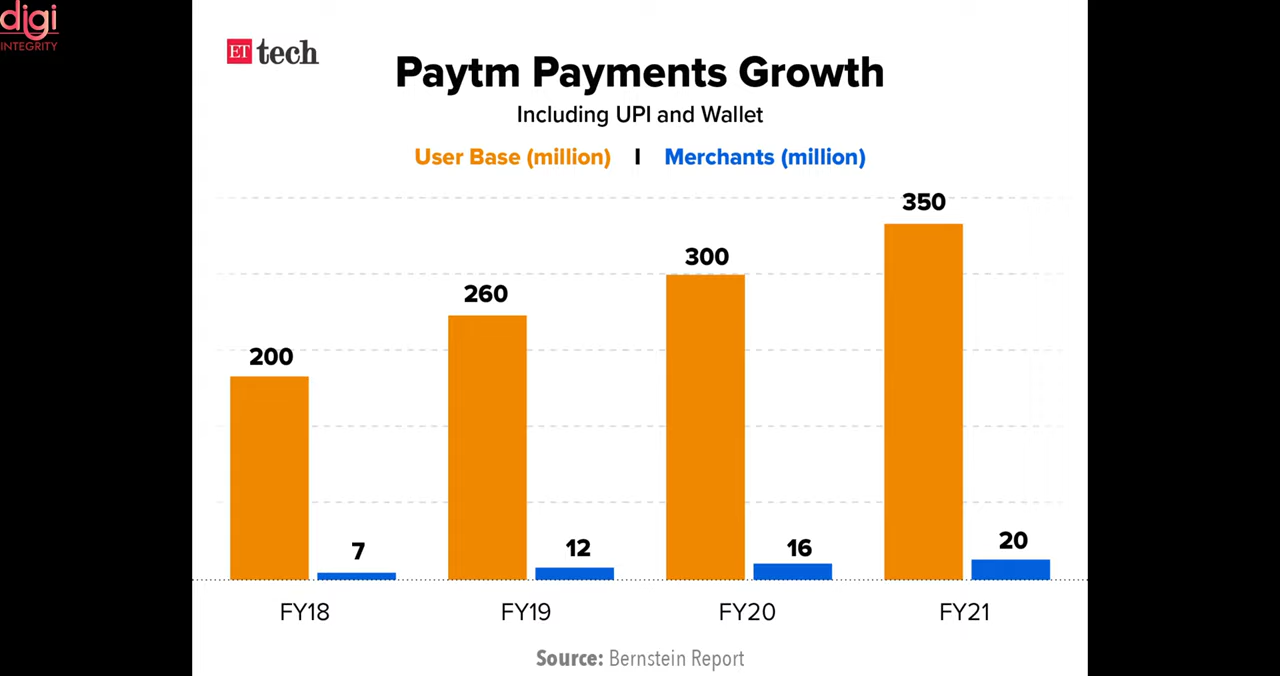 digi
INTEGRITY
ET tech
Paytm Payments Growth
Including UPI and Wallet
User Base (million) | Merchants (million)
350
300
260
200
7
12
16
20
FY18 FY19 FY20 FY21
Source: Bernstein Report